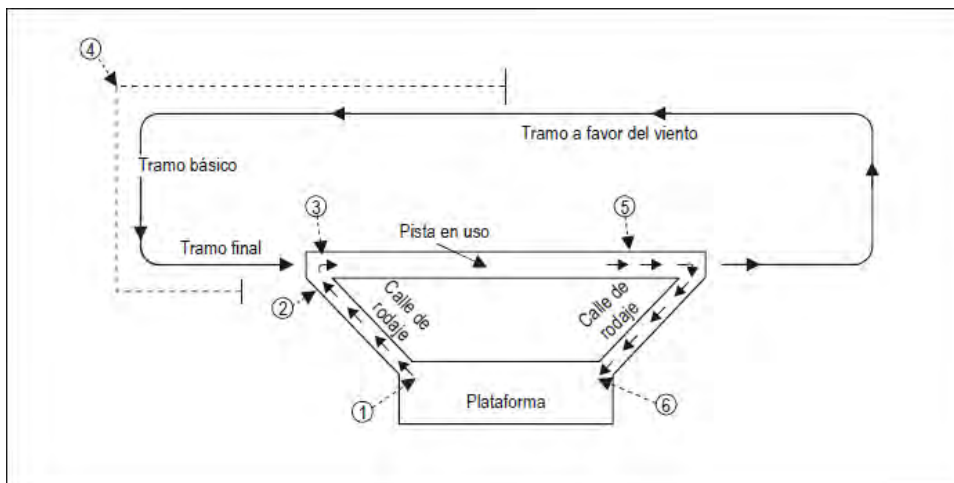 ④
Tramo a favor del viento
Tramo básico
③
⑤
Pista en uso
Tramo final
②
Calle de
rodaje
Calle de
rodaje
①
Plataforma
⑥